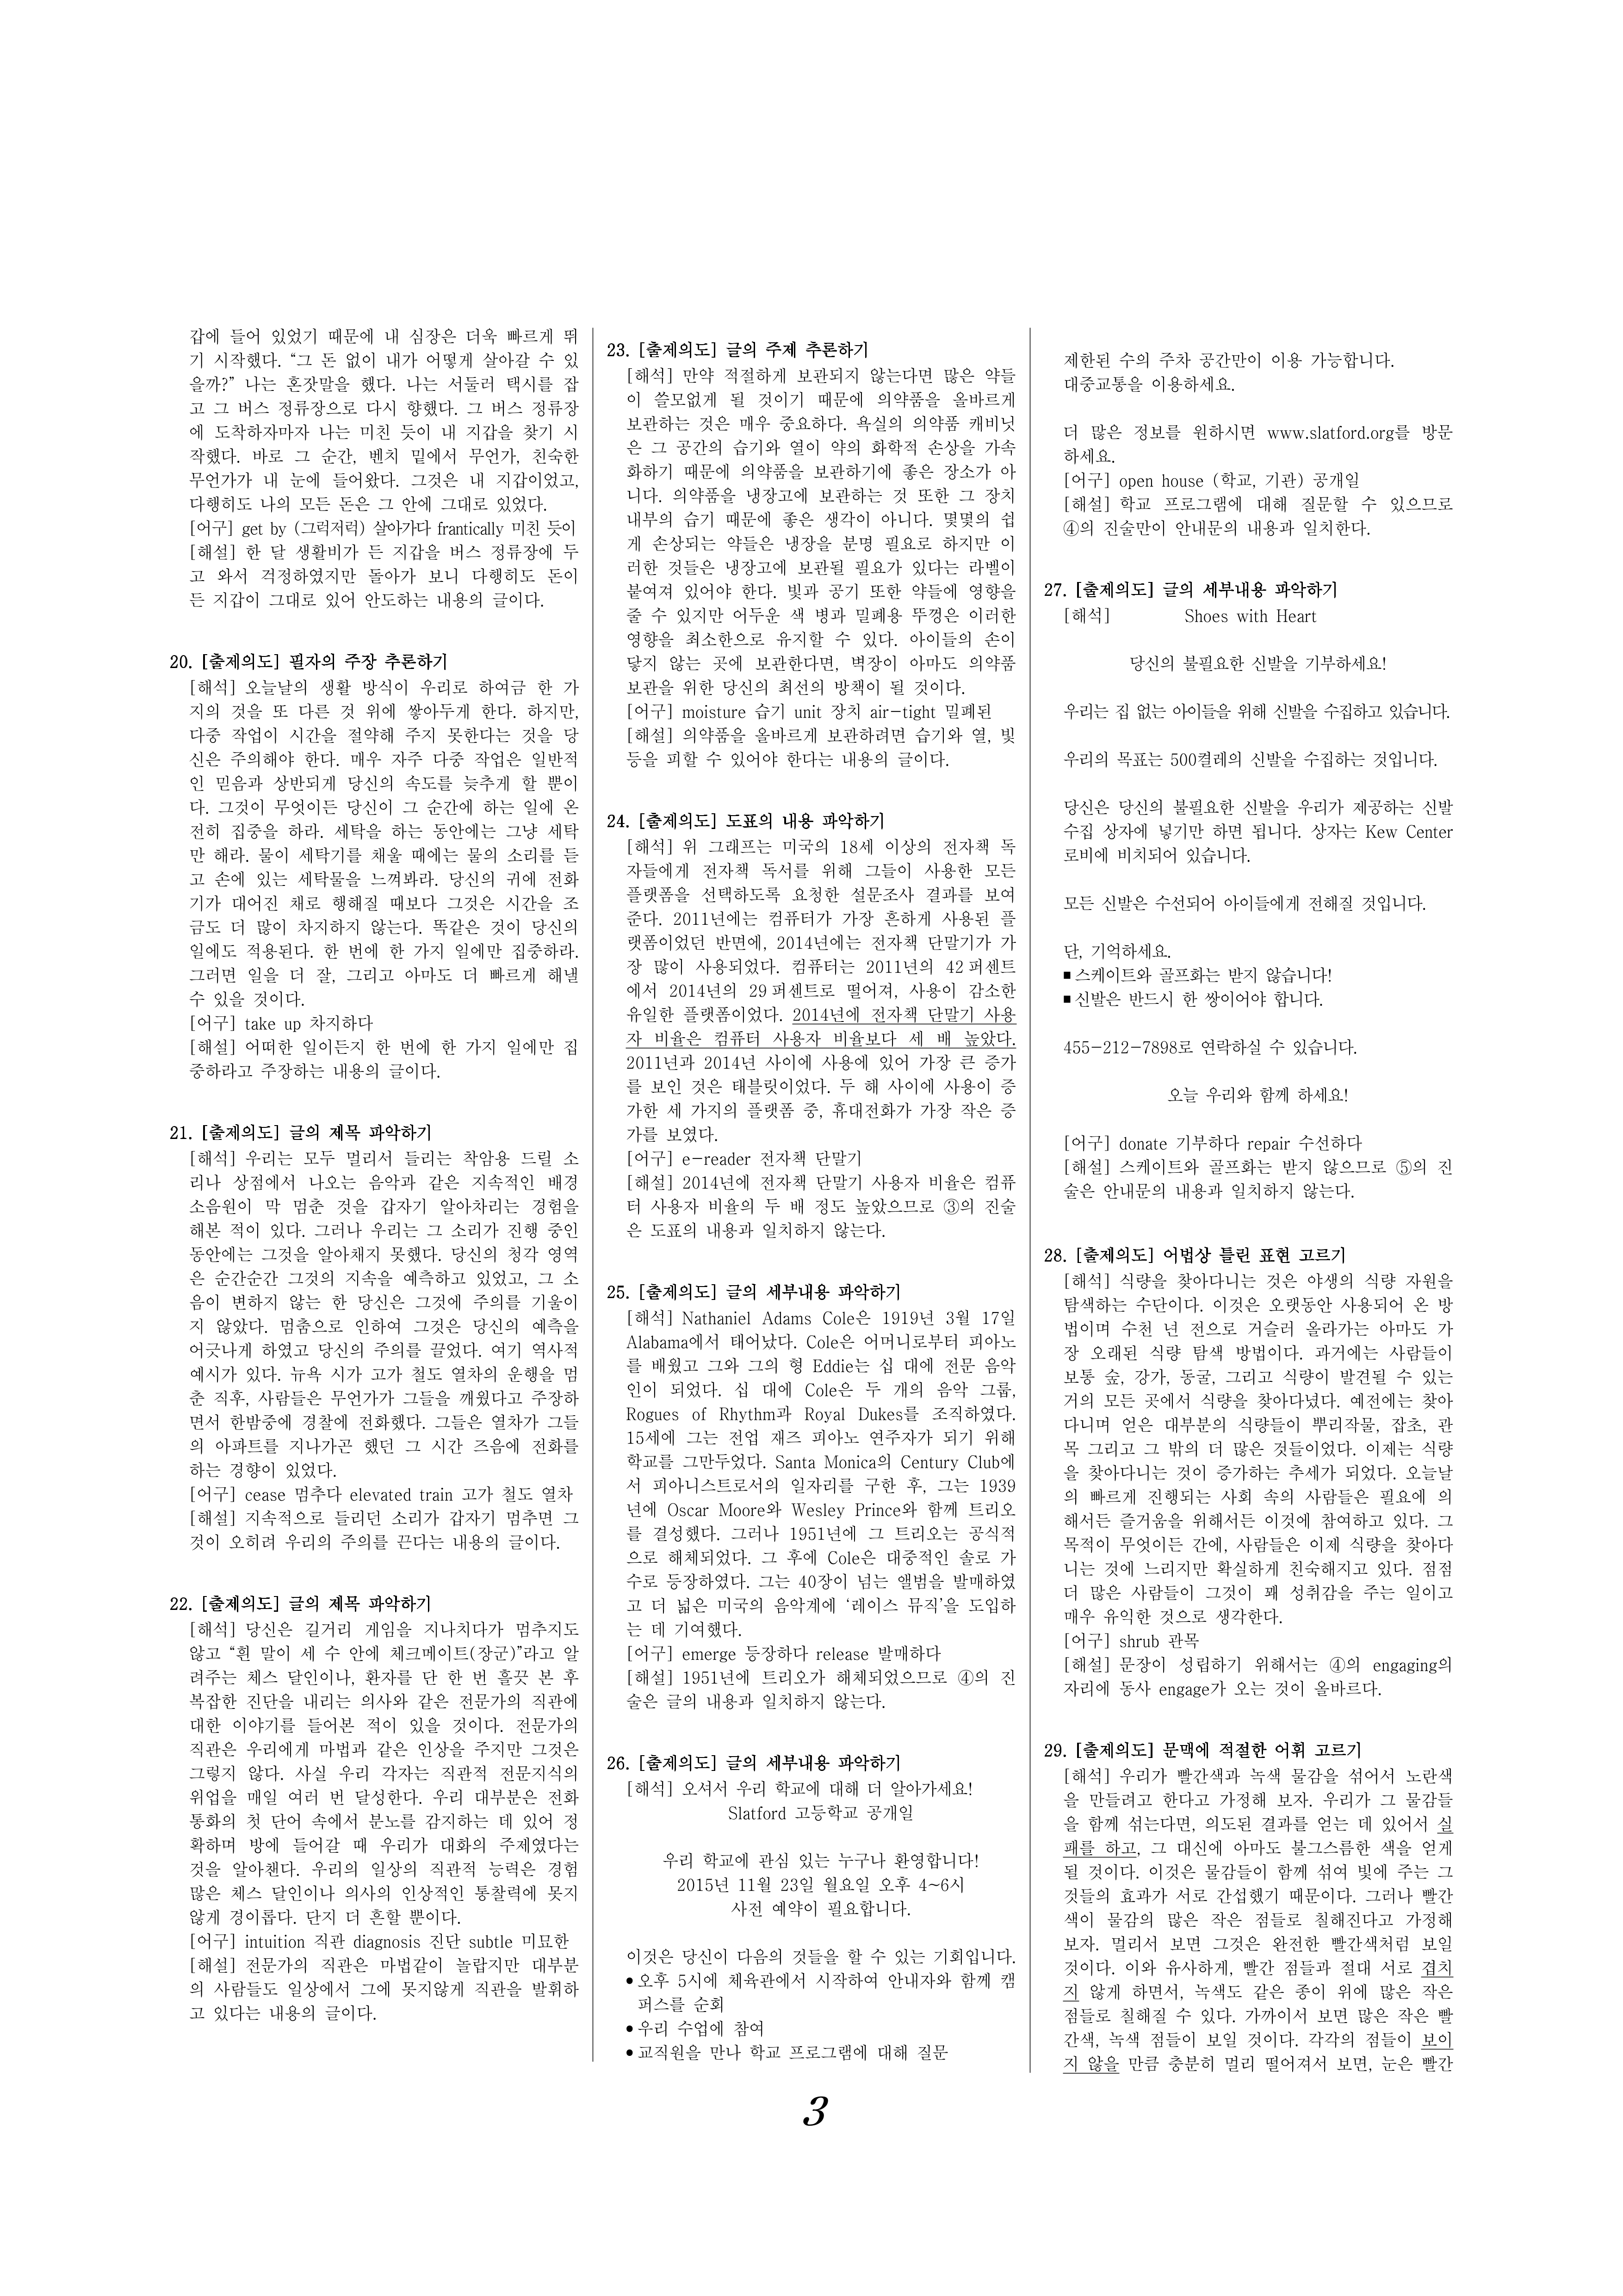 갑에 들어 있었기 때문에 내 심장은 더욱 빠르게 뛰
기 시작했다. “그 돈 없이 내가 어떻게 살아갈 수 있
을까?” 나는 혼잣말을 했다. 나는 서둘러 택시를 잡
고 그 버스 정류장으로 다시 향했다. 그 버스 정류장
에 도착하자마자 나는 미친 듯이 내 지갑을 찾기 시
작했다. 바로 그 순간, 벤치 밑에서 무언가, 친숙한
무언가가 내 눈에 들어왔다. 그것은 내 지갑이었고,
다행히도 나의 모든 돈은 그 안에 그대로 있었다.
[어구] get by (그럭저럭) 살아가다 frantically 미친 듯이
[해설] 한 달 생활비가 든 지갑을 버스 정류장에 두
고 와서 걱정하였지만 돌아가 보니 다행히도 돈이
든 지갑이 그대로 있어 안도하는 내용의 글이다.
20. [출제의도] 필자의 주장 추론하기
[해석] 오늘날의 생활 방식이 우리로 하여금 한 가
지의 것을 또 다른 것 위에 쌓아두게 한다. 하지만,
다중 작업이 시간을 절약해 주지 못한다는 것을 당
신은 주의해야 한다. 매우 자주 다중 작업은 일반적
인 믿음과 상반되게 당신의 속도를 늦추게 할 뿐이
다. 그것이 무엇이든 당신이 그 순간에 하는 일에 온
전히 집중을 하라. 세탁을 하는 동안에는 그냥 세탁
만 해라. 물이 세탁기를 채울 때에는 물의 소리를 듣
고 손에 있는 세탁물을 느껴봐라. 당신의 귀에 전화
기가 대어진 채로 행해질 때보다 그것은 시간을 조
금도 더 많이 차지하지 않는다. 똑같은 것이 당신의
일에도 적용된다. 한 번에 한 가지 일에만 집중하라.
그러면 일을 더 잘, 그리고 아마도 더 빠르게 해낼
수 있을 것이다.
[어구] take up 차지하다
[해설] 어떠한 일이든지 한 번에 한 가지 일에만 집
중하라고 주장하는 내용의 글이다.
21. [출제의도] 글의 제목 파악하기
[해석] 우리는 모두 멀리서 들리는 착암용 드릴 소
리나 상점에서 나오는 음악과 같은 지속적인 배경
소음원이 막 멈춘 것을 갑자기 알아차리는 경험을
해본 적이 있다. 그러나 우리는 그 소리가 진행 중인
동안에는 그것을 알아채지 못했다. 당신의 청각 영역
은 순간순간 그것의 지속을 예측하고 있었고, 그 소
음이 변하지 않는 한 당신은 그것에 주의를 기울이
지 않았다. 멈춤으로 인하여 그것은 당신의 예측을
어긋나게 하였고 당신의 주의를 끌었다. 여기 역사적
예시가 있다. 뉴욕 시가 고가 철도 열차의 운행을 멈
춘 직후, 사람들은 무언가가 그들을 깨웠다고 주장하
면서 한밤중에 경찰에 전화했다. 그들은 열차가 그들
의 아파트를 지나가곤 했던 그 시간 즈음에 전화를
하는 경향이 있었다.
[어구] cease 멈추다 elevated train 고가 철도 열차
[해설] 지속적으로 들리던 소리가 갑자기 멈추면 그
것이 오히려 우리의 주의를 끈다는 내용의 글이다.
22. [출제의도] 글의 제목 파악하기
[해석] 당신은 길거리 게임을 지나치다가 멈추지도
않고 “흰 말이 세 수 안에 체크메이트(장군)”라고 알
려주는 체스 달인이나, 환자를 단 한 번 흘끗 본 후
복잡한 진단을 내리는 의사와 같은 전문가의 직관에
대한 이야기를 들어본 적이 있을 것이다. 전문가의
직관은 우리에게 마법과 같은 인상을 주지만 그것은
그렇지 않다. 사실 우리 각자는 직관적 전문지식의
위업을 매일 여러 번 달성한다. 우리 대부분은 전화
통화의 첫 단어 속에서 분노를 감지하는 데 있어 정
확하며 방에 들어갈 때 우리가 대화의 주제였다는
것을 알아챈다. 우리의 일상의 직관적 능력은 경험
많은 체스 달인이나 의사의 인상적인 통찰력에 못지
않게 경이롭다. 단지 더 흔할 뿐이다.
[어구] intuition 직관 diagnosis 진단 subtle 미묘한
[해설] 전문가의 직관은 마법같이 놀랍지만 대부분
의 사람들도 일상에서 그에 못지않게 직관을 발휘하
고 있다는 내용의 글이다.
23. [출제의도] 글의 주제 추론하기
[해석] 만약 적절하게 보관되지 않는다면 많은 약들
이 쓸모없게 될 것이기 때문에 의약품을 올바르게
보관하는 것은 매우 중요하다. 욕실의 의약품 캐비닛
은 그 공간의 습기와 열이 약의 화학적 손상을 가속
화하기 때문에 의약품을 보관하기에 좋은 장소가 아
니다. 의약품을 냉장고에 보관하는 것 또한 그 장치
내부의 습기 때문에 좋은 생각이 아니다. 몇몇의 쉽
게 손상되는 약들은 냉장을 분명 필요로 하지만 이
러한 것들은 냉장고에 보관될 필요가 있다는 라벨이
붙여져 있어야 한다. 빛과 공기 또한 약들에 영향을
줄 수 있지만 어두운 색 병과 밀폐용 뚜껑은 이러한
영향을 최소한으로 유지할 수 있다. 아이들의 손이
닿지 않는 곳에 보관한다면, 벽장이 아마도 의약품
보관을 위한 당신의 최선의 방책이 될 것이다.
[어구] moisture 습기 unit 장치 air-tight 밀폐된
[해설] 의약품을 올바르게 보관하려면 습기와 열, 빛
등을 피할 수 있어야 한다는 내용의 글이다.
24. [출제의도] 도표의 내용 파악하기
[해석] 위 그래프는 미국의 18세 이상의 전자책 독
자들에게 전자책 독서를 위해 그들이 사용한 모든
플랫폼을 선택하도록 요청한 설문조사 결과를 보여
준다. 2011년에는 컴퓨터가 가장 흔하게 사용된 플
랫폼이었던 반면에, 2014년에는 전자책 단말기가 가
장 많이 사용되었다. 컴퓨터는 2011년의 42퍼센트
에서 2014년의 29퍼센트로 떨어져, 사용이 감소한
유일한 플랫폼이었다. 2014년에 전자책 단말기 사용
자 비율은 컴퓨터 사용자 비율보다 세 배 높았다.
2011년과 2014년 사이에 사용에 있어 가장 큰 증가
를 보인 것은 태블릿이었다. 두 해 사이에 사용이 증
가한 세 가지의 플랫폼 중, 휴대전화가 가장 작은 증
가를 보였다.
[어구] e-reader 전자책 단말기
[해설] 2014년에 전자책 단말기 사용자 비율은 컴퓨
터 사용자 비율의 두 배 정도 높았으므로 ③의 진술
은 도표의 내용과 일치하지 않는다.
25. [출제의도] 글의 세부내용 파악하기
[해석] Nathaniel Adams Cole은 1919년 3월 17일
Alabama에서 태어났다. Cole은 어머니로부터 피아노
를 배웠고 그와 그의 형 Eddie는 십 대에 전문 음악
인이 되었다. 십 대에 Cole은 두 개의 음악 그룹,
Rogues of Rhythm과 Royal Dukes를 조직하였다.
15세에 그는 전업 재즈 피아노 연주자가 되기 위해
학교를 그만두었다. Santa Monica의 Century Club에
서 피아니스트로서의 일자리를 구한 후, 그는 1939
년에 Oscar Moore와 Wesley Prince와 함께 트리오
를 결성했다. 그러나 1951년에 그 트리오는 공식적
으로 해체되었다. 그 후에 Cole은 대중적인 솔로 가
수로 등장하였다. 그는 40장이 넘는 앨범을 발매하였
고 더 넓은 미국의 음악계에 ‘레이스 뮤직’을 도입하
는 데 기여했다.
[어구] emerge 등장하다 release 발매하다
[해설] 1951년에 트리오가 해체되었으므로 ④의 진
술은 글의 내용과 일치하지 않는다.
26. [출제의도] 글의 세부내용 파악하기
[해석] 오셔서 우리 학교에 대해 더 알아가세요!
Slatford 고등학교 공개일
우리 학교에 관심 있는 누구나 환영합니다!
2015년 11월 23일 월요일 오후 4~6시
사전 예약이 필요합니다.
이것은 당신이 다음의 것들을 할 수 있는 기회입니다.
● 오후 5시에 체육관에서 시작하여 안내자와 함께 캠
퍼스를 순회
● 우리 수업에 참여
● 교직원을 만나 학교 프로그램에 대해 질문
제한된 수의 주차 공간만이 이용 가능합니다.
대중교통을 이용하세요.
더 많은 정보를 원하시면 www.slatford.org를 방문
하세요.
[어구] open house (학교, 기관) 공개일
[해설] 학교 프로그램에 대해 질문할 수 있으므로
④의 진술만이 안내문의 내용과 일치한다.
27. [출제의도] 글의 세부내용 파악하기
[해석] Shoes with Heart
당신의 불필요한 신발을 기부하세요!
우리는 집 없는 아이들을 위해 신발을 수집하고 있습니다.
우리의 목표는 500켤레의 신발을 수집하는 것입니다.
당신은 당신의 불필요한 신발을 우리가 제공하는 신발
수집 상자에 넣기만 하면 됩니다. 상자는 Kew Center
로비에 비치되어 있습니다.
모든 신발은 수선되어 아이들에게 전해질 것입니다.
단, 기억하세요.
■ 스케이트와 골프화는 받지 않습니다!
■ 신발은 반드시 한 쌍이어야 합니다.
455-212-7898로 연락하실 수 있습니다.
오늘 우리와 함께 하세요!
[어구] donate 기부하다 repair 수선하다
[해설] 스케이트와 골프화는 받지 않으므로 ⑤의 진
술은 안내문의 내용과 일치하지 않는다.
28. [출제의도] 어법상 틀린 표현 고르기
[해석] 식량을 찾아다니는 것은 야생의 식량 자원을
탐색하는 수단이다. 이것은 오랫동안 사용되어 온 방
법이며 수천 년 전으로 거슬러 올라가는 아마도 가
장 오래된 식량 탐색 방법이다. 과거에는 사람들이
보통 숲, 강가, 동굴, 그리고 식량이 발견될 수 있는
거의 모든 곳에서 식량을 찾아다녔다. 예전에는 찾아
다니며 얻은 대부분의 식량들이 뿌리작물, 잡초, 관
목 그리고 그 밖의 더 많은 것들이었다. 이제는 식량
을 찾아다니는 것이 증가하는 추세가 되었다. 오늘날
의 빠르게 진행되는 사회 속의 사람들은 필요에 의
해서든 즐거움을 위해서든 이것에 참여하고 있다. 그
목적이 무엇이든 간에, 사람들은 이제 식량을 찾아다
니는 것에 느리지만 확실하게 친숙해지고 있다. 점점
더 많은 사람들이 그것이 꽤 성취감을 주는 일이고
매우 유익한 것으로 생각한다.
[어구] shrub 관목
[해설] 문장이 성립하기 위해서는 ④의 engaging의
자리에 동사 engage가 오는 것이 올바르다.
29. [출제의도] 문맥에 적절한 어휘 고르기
[해석] 우리가 빨간색과 녹색 물감을 섞어서 노란색
을 만들려고 한다고 가정해 보자. 우리가 그 물감들
을 함께 섞는다면, 의도된 결과를 얻는 데 있어서 실
패를 하고, 그 대신에 아마도 불그스름한 색을 얻게
될 것이다. 이것은 물감들이 함께 섞여 빛에 주는 그
것들의 효과가 서로 간섭했기 때문이다. 그러나 빨간
색이 물감의 많은 작은 점들로 칠해진다고 가정해
보자. 멀리서 보면 그것은 완전한 빨간색처럼 보일
것이다. 이와 유사하게, 빨간 점들과 절대 서로 겹치
지 않게 하면서, 녹색도 같은 종이 위에 많은 작은
점들로 칠해질 수 있다. 가까이서 보면 많은 작은 빨
간색, 녹색 점들이 보일 것이다. 각각의 점들이 보이
지 않을 만큼 충분히 멀리 떨어져서 보면, 눈은 빨간
3